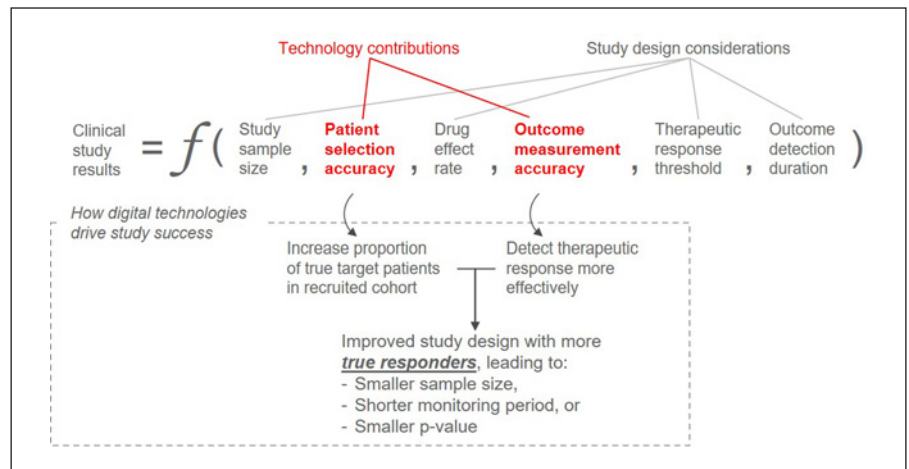 Technology contributions
Study design considerations
Clinical
study
results
= f(
Study
sample
size
,
Patient
selection
accuracy
,
Drug
effect
rate
,
Outcome
measurement
accuracy
,
Therapeutic
response
threshold
,
Outcome
detection
duration
)
How digital technologies
drive study success
Increase proportion
of true target patients
in recruited cohort
Detect therapeutic
response more
effectively
Improved study design with more
true responders, leading to:
- Smaller sample size,
- Shorter monitoring period, or
- Smaller p-value